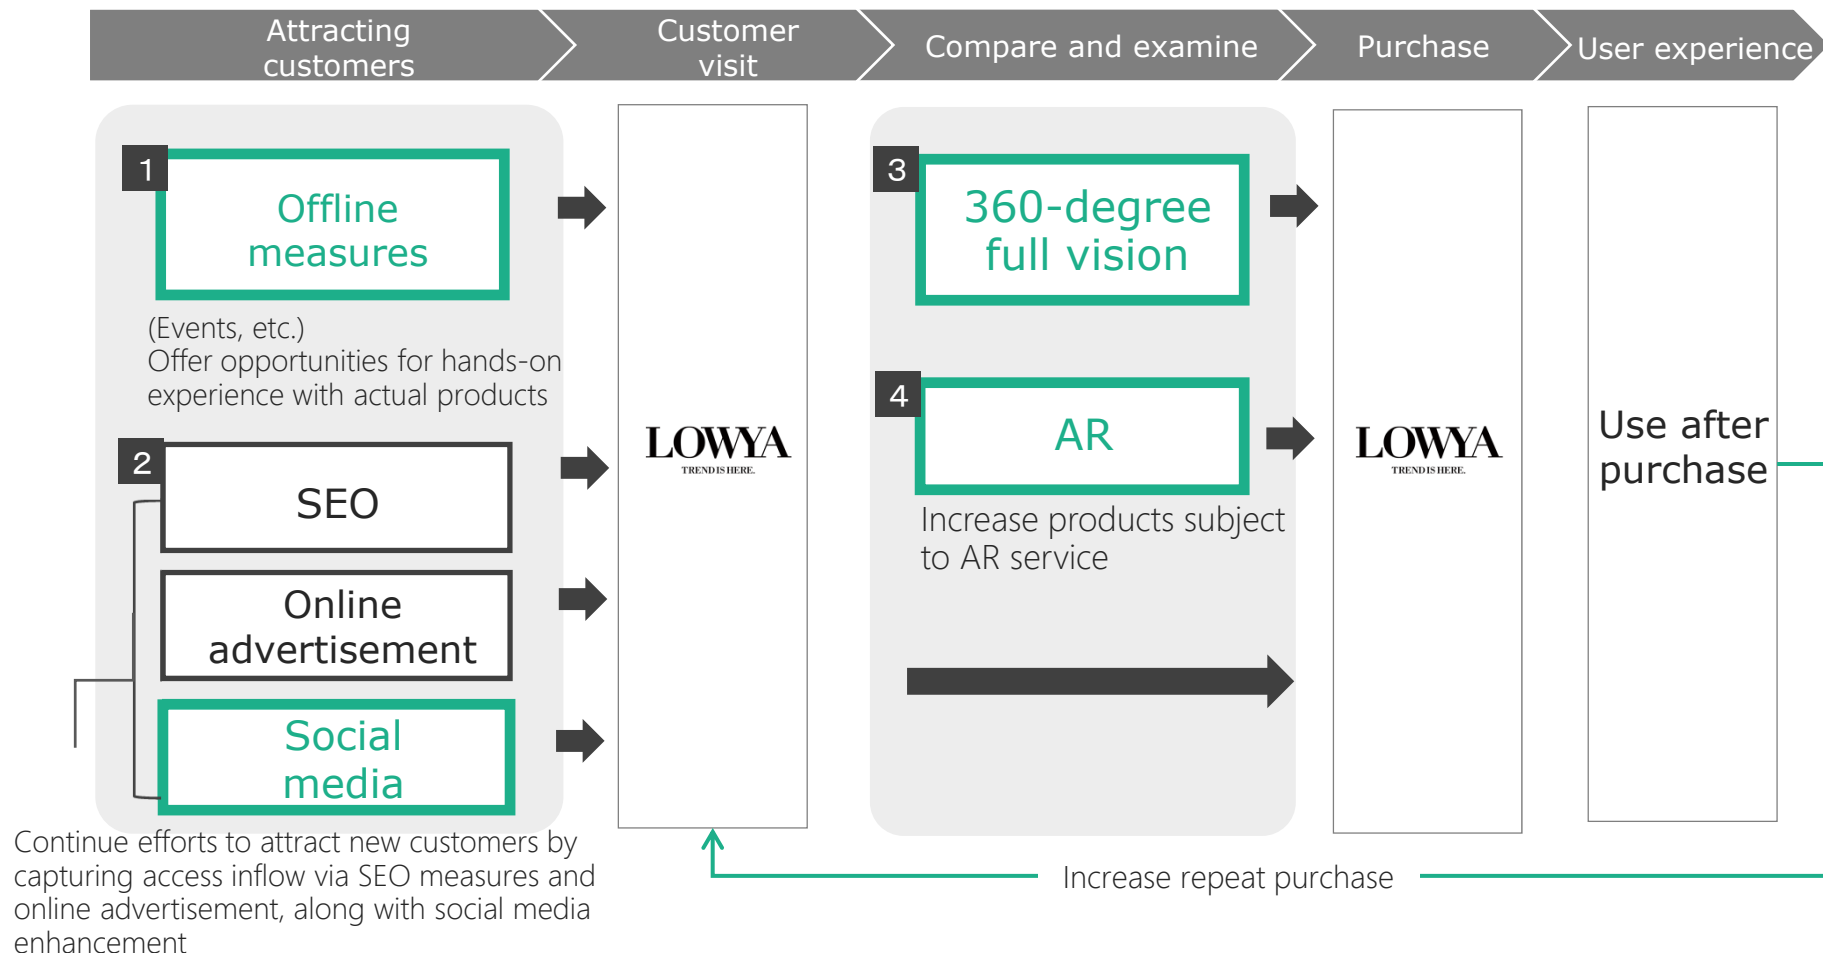 Attracting
customers
Customer
visit
Compare and examine
Purchase
User experience
1
Offline
measures
(Events, etc.)
Offer opportunities for hands-on
experience with actual products
2
SEO
Online
advertisement
Social
media
Continue efforts to attract new customers by
capturing access inflow via SEO measures and
online advertisement, along with social media
enhancement
LOWYA
TREND IS HERE.
3
360-degree
full vision
4
AR
Increase products subject
to AR service
LOWYA
TREND IS HERE.
Use after
purchase
Increase repeat purchase